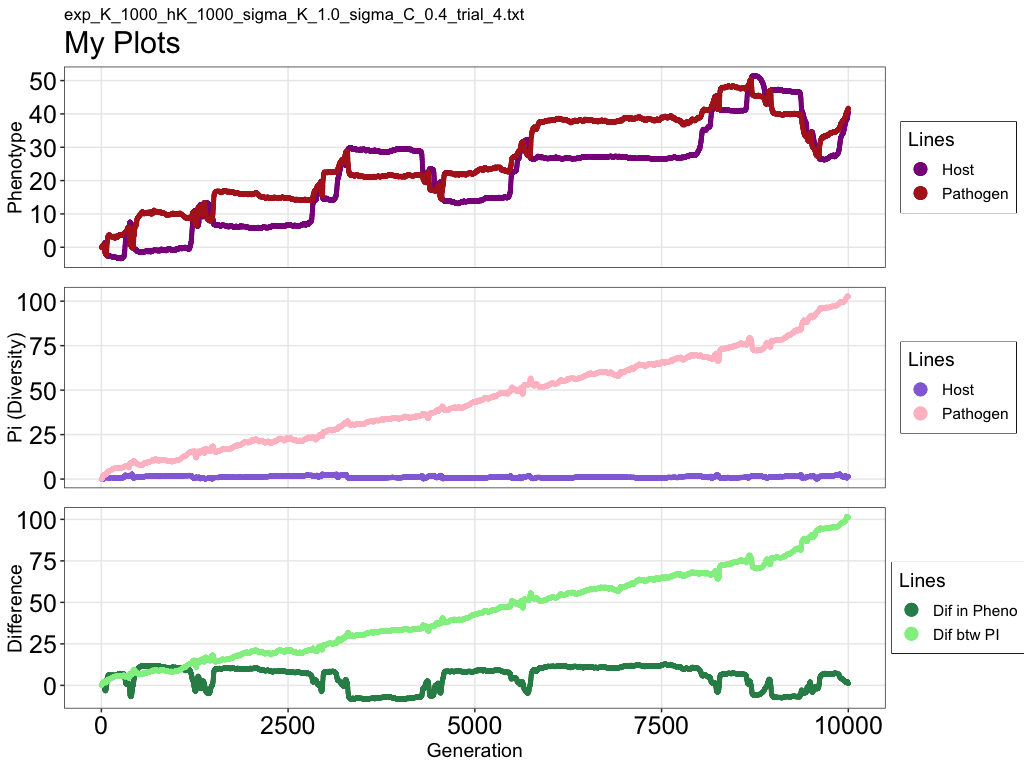 exp_K_1000_hK_1000_sigma_K_1.0_sigma_C_0.4_trial_4.txt
My Plots
Phenotype
50
40
30
20
10
0
Lines
Host
Pathogen
Pi (Diversity)
100
75
50
25
0
Lines
Host
Pathogen
Difference
100
75
50
25
0
Lines
Dif in Pheno
Dif btw PI
0 2500 5000 7500 10000
Generation